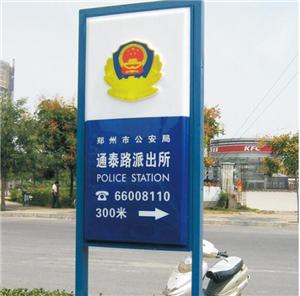 郑州市公安局
通泰路派出所
POLICE STATION
☎ 66008110
300米 →
KFC